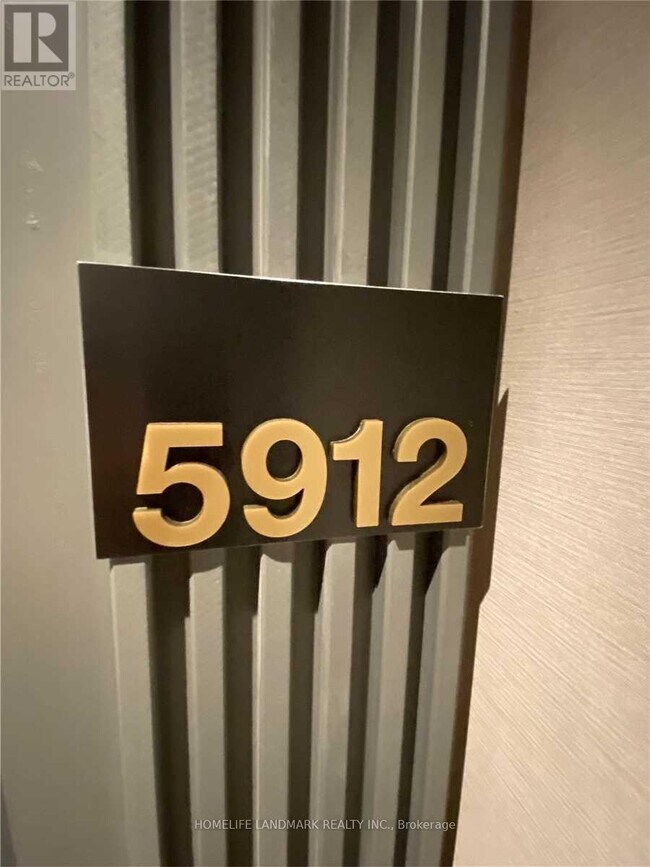 REALTOR®
5912
HOMELIFE LANDMARK REALTY INC., Brokerage